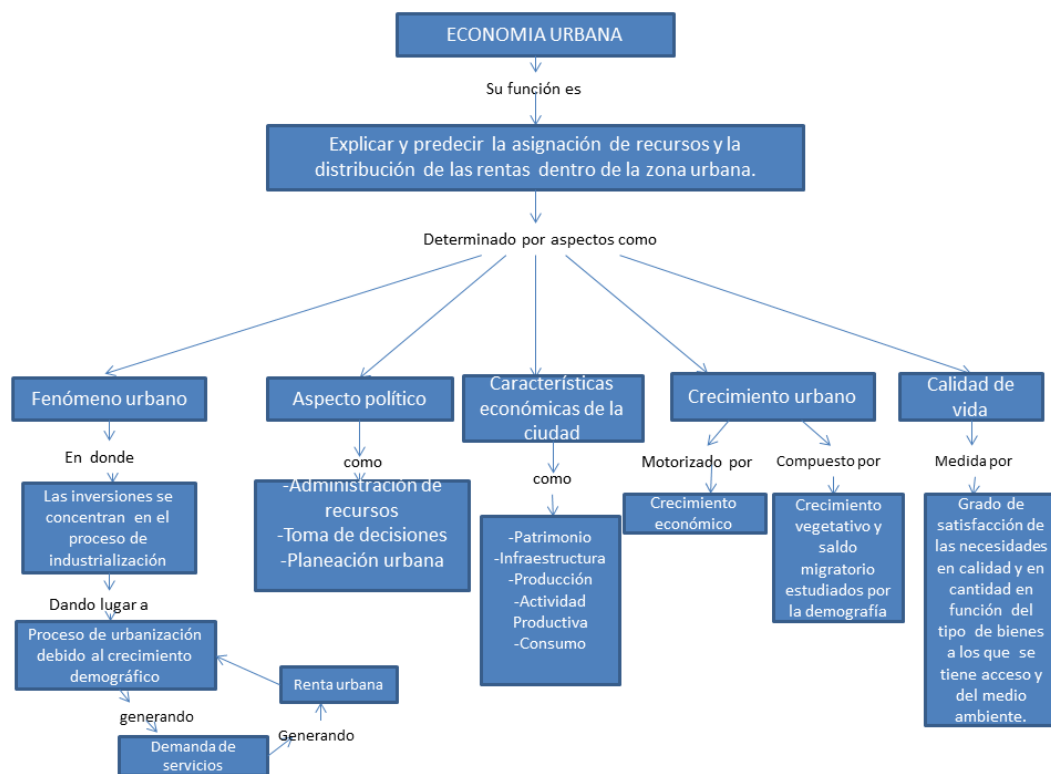 ECONOMIA URBANA
Su función es
Explicar y predecir la asignación de recursos y la
distribución de las rentas dentro de la zona urbana.
Determinado por aspectos como
Fenómeno urbano
En donde
Las inversiones se
concentran en el
proceso de
industrialización
Dando lugar a
Proceso de urbanización
debido al crecimiento
demográfico
generando
Demanda de
servicios
Generando
Renta urbana
Aspecto político
como
-Administración de
recursos
-Toma de decisiones
-Planeación urbana
Características
económicas de la
ciudad
como
-Patrimonio
-Infraestructura
-Producción
-Actividad
Productiva
-Consumo
Crecimiento urbano
Motorizado por
Crecimiento
económico
Compuesto por
Crecimiento
vegetativo y
saldo
migratorio
estudiados por
la demografía
Calidad de
vida
Medida por
Grado de
satisfacción de
las necesidades
en calidad y en
cantidad en
función del
tipo de bienes
a los que se
tiene acceso y
del medio
ambiente.